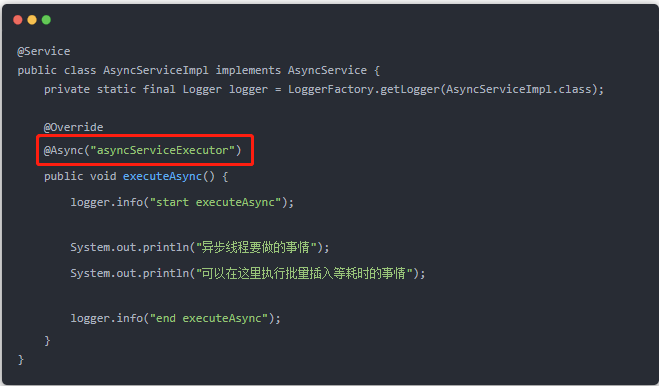 @Service
public class AsyncServiceImpl implements AsyncService {
    private static final Logger logger = LoggerFactory.getLogger(AsyncServiceImpl.class);
    @Override
    @Async("asyncServiceExecutor")
    public void executeAsync() {
        logger.info("start executeAsync");
        System.out.println("异步线程要做的事情");
        System.out.println("可以在这里执行批量插入等耗时的事情");
        logger.info("end executeAsync");
    }
}